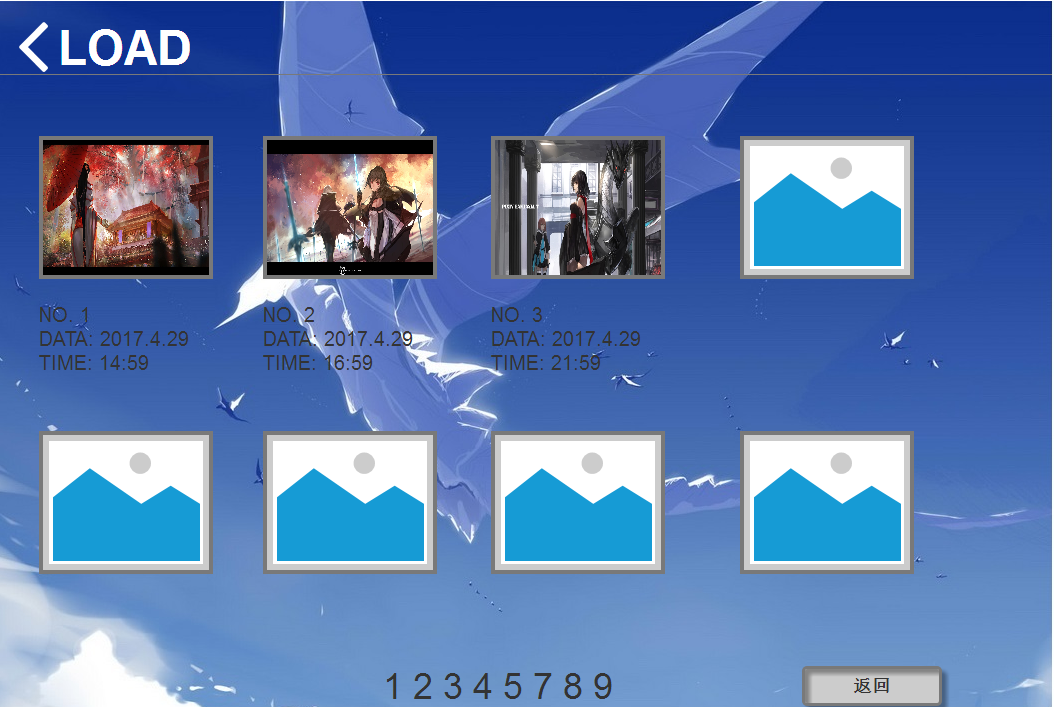 LOAD
NO. 1
DATA: 2017.4.29
TIME: 14:59
NO. 2
DATA: 2017.4.29
TIME: 16:59
NO. 3
DATA: 2017.4.29
TIME: 21:59
1 2 3 4 5 7 8 9
返回